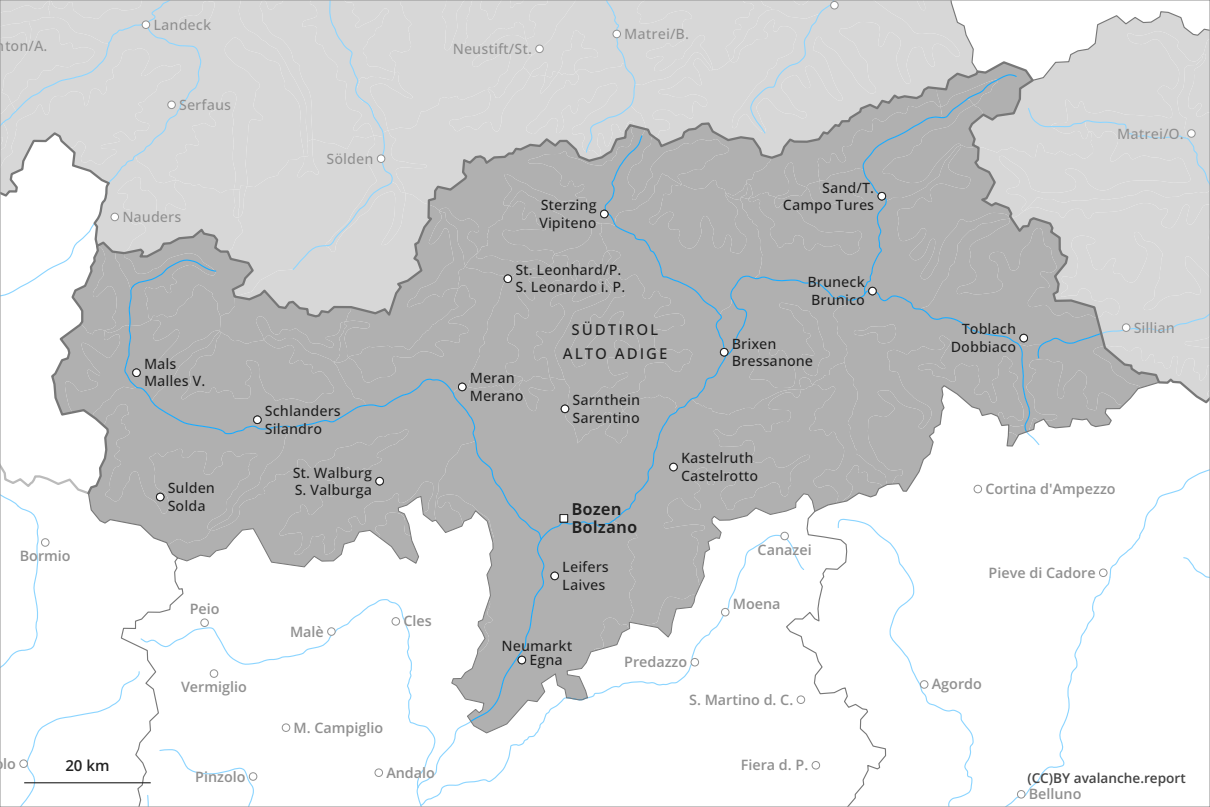 Landeck
nton/A.
Neustift/St.
Matrei/B.
Serfaus
Matrei/O.
Sölden
Nauders
Sand/T.
Campo Tures
Sterzing
Vipiteno
St. Leonhard/P.
S. Leonardo i. P.
Bruneck
Brunico
SÜDTIROL
ALTO ADIGE
Toblach
Dobbiaco
Sillian
Brixen
Bressanone
Mals
Malles V.
Meran
Merano
Sarnthein
Sarentino
Schlanders
Silandro
Kastelruth
Castelrotto
St. Walburg
S. Valburga
Sulden
Solda
Cortina d'Ampezzo
Bozen
Bolzano
Bormio
Canazei
Leifers
Laives
Pieve di Cadore
Peio
Moena
Cles
Malè
Neumarkt
Egna
Predazzo
Vermiglio
Agordo
S. Martino d. C.
M. Campiglio
olo
20 km
Fiera d. P.
Pinzolo
Andalo
(CC)BY avalanche.report
Belluno